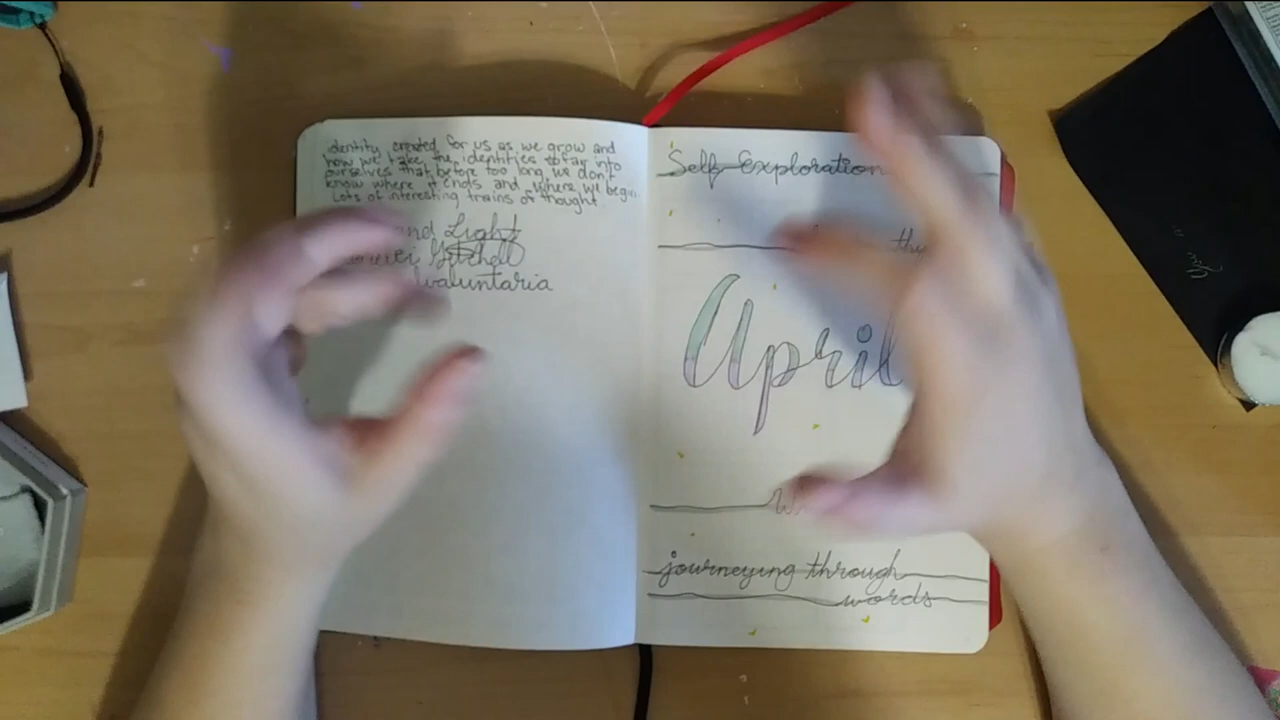 identity created for us as we grow and
how we take the identities so far into
ourselves that before too long we don't
know where it ends and where we begin.
Lots of interesting trains of thought
and Light
Mitchell
waluntaria
Self-Exploration
April
journeying through
words